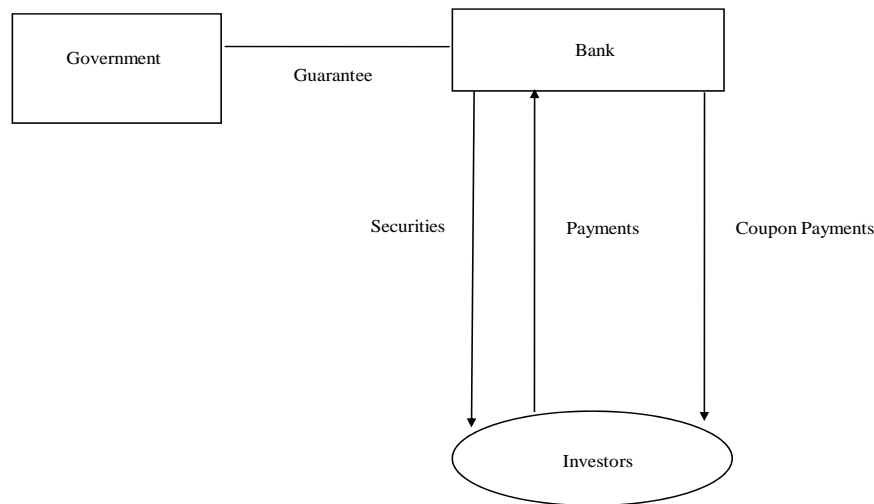 Government
Bank
Guarantee
Securities
Payments
Coupon Payments
Investors